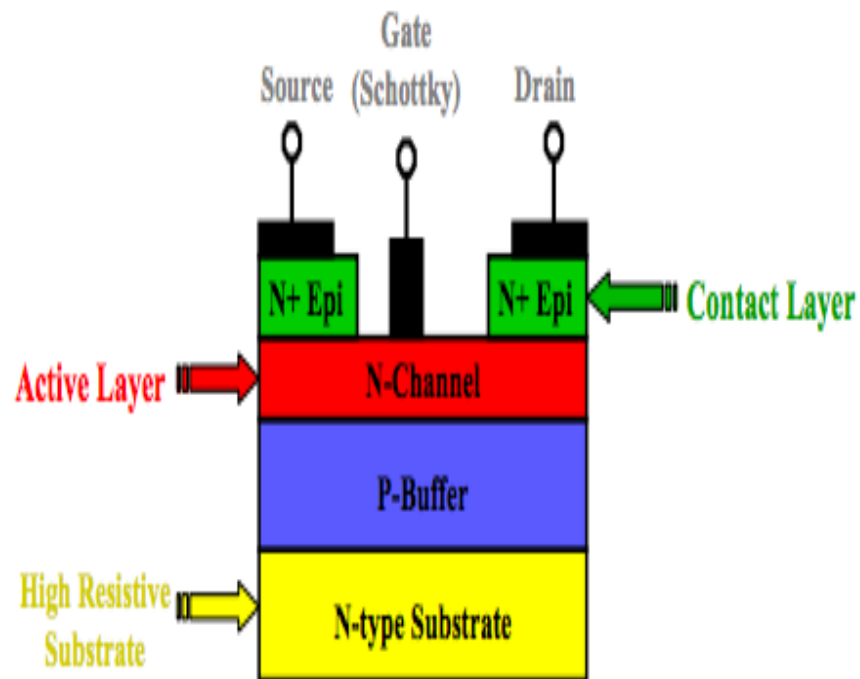 Gate
(Schottky)
Source
Drain
N+ Epi
N+ Epi
Contact Layer
Active Layer
N-Channel
P-Buffer
High Resistive
Substrate
N-type Substrate